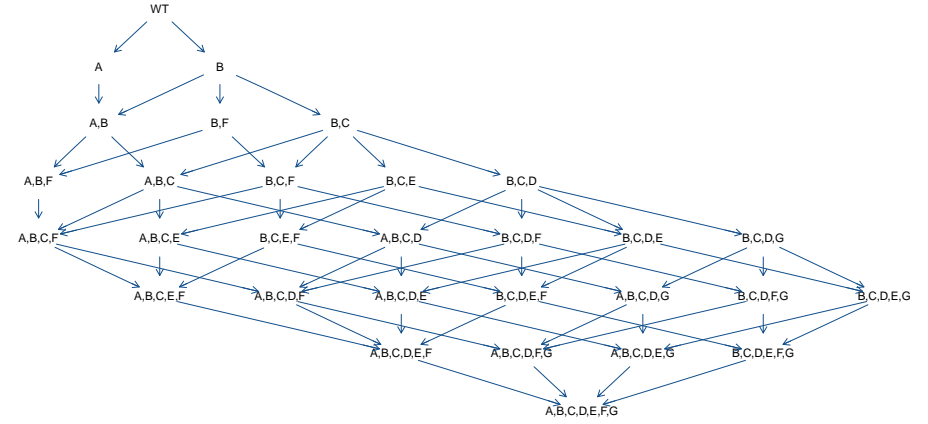 WT
A B
A,B B,F B,C
A,B,F A,B,C B,C,F B,C,E B,C,D
A,B,C,F A,B,C,E B,C,E,F A,B,C,D B,C,D,F B,C,D,E B,C,D,G
A,B,C,E,F A,B,C,D,F A,B,C,D,E B,C,D,E,F A,B,C,D,G B,C,D,F,G B,C,D,E,G
A,B,C,D,E,F A,B,C,D,F,G A,B,C,D,E,G B,C,D,E,F,G
A,B,C,D,E,F,G